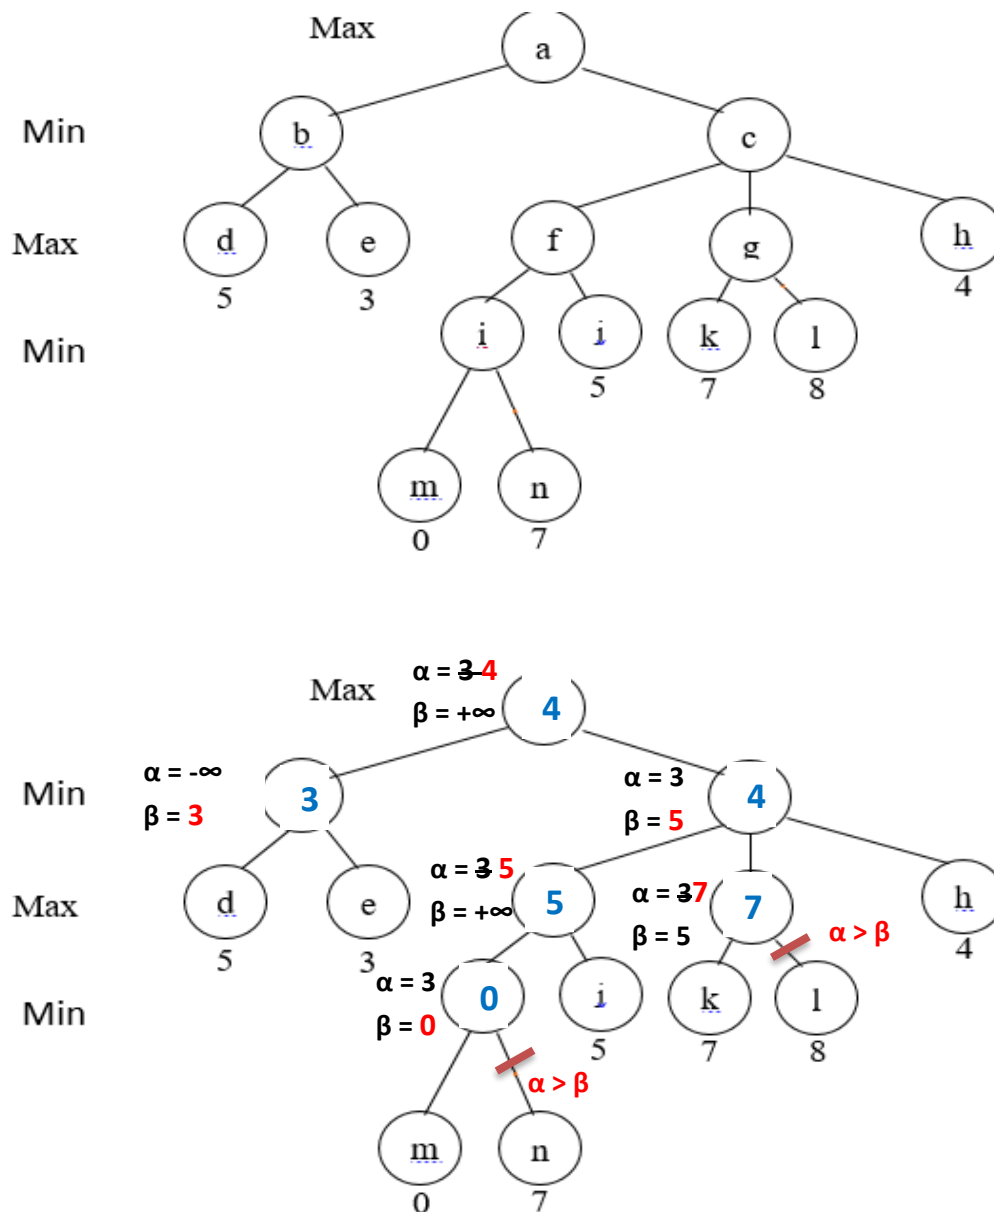 Max
a
Min
b
c
Max
d
e
f
g
h
5
3
4
Min
i
j
k
l
5
7
8
m
n
0
7
α = 3 4
Max
β = +∞
4
α = -∞
Min
β = 3
3
α = 3
β = 5
4
α = 3 5
Max
β = +∞
d
e
5
α = 37
β = 5
7
h
α > β
5
3
4
Min
α = 3
β = 0
0
j
k
l
5
7
8
α > β
m
n
0
7